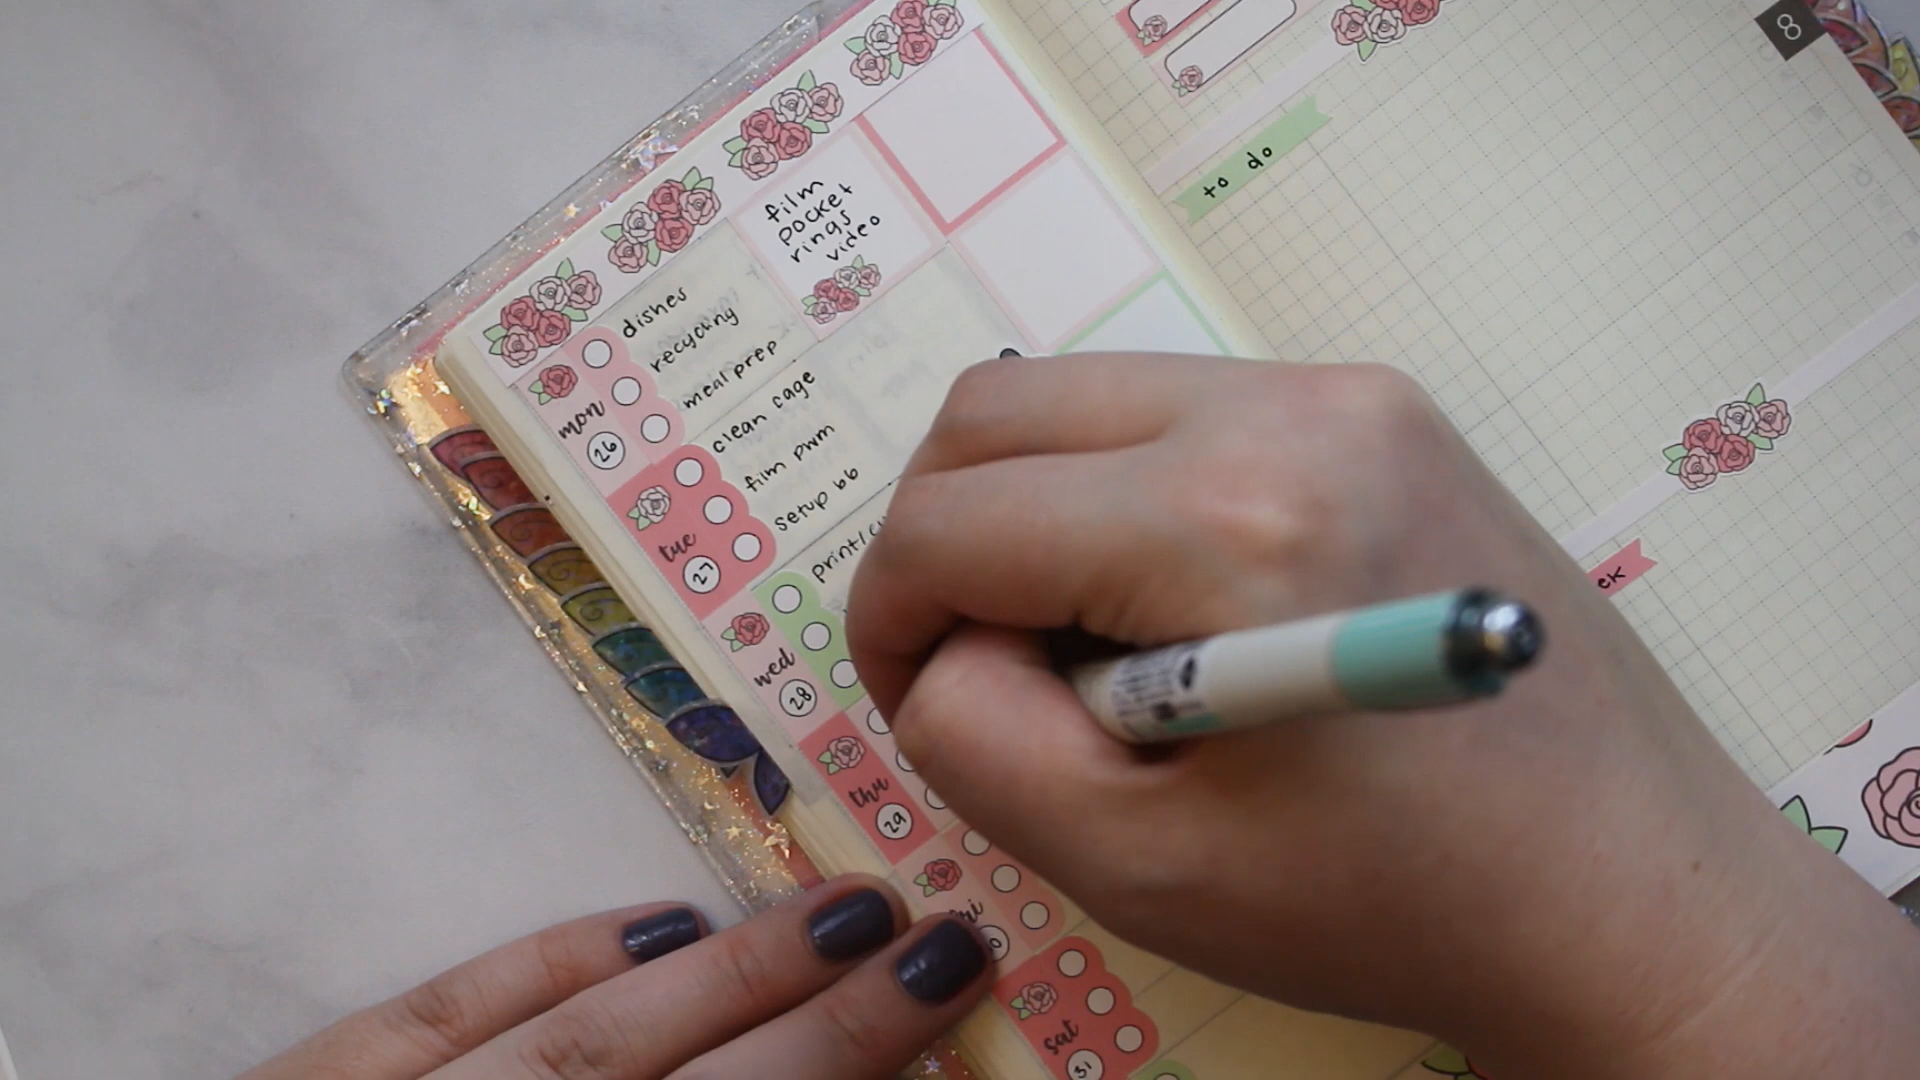 8
to do
film
pocket
rings
video
dishes
recycling
meal prep
mon
26
clean cage
film pwm
setup bb
tue
27
wed
28
thu
29
sat
31